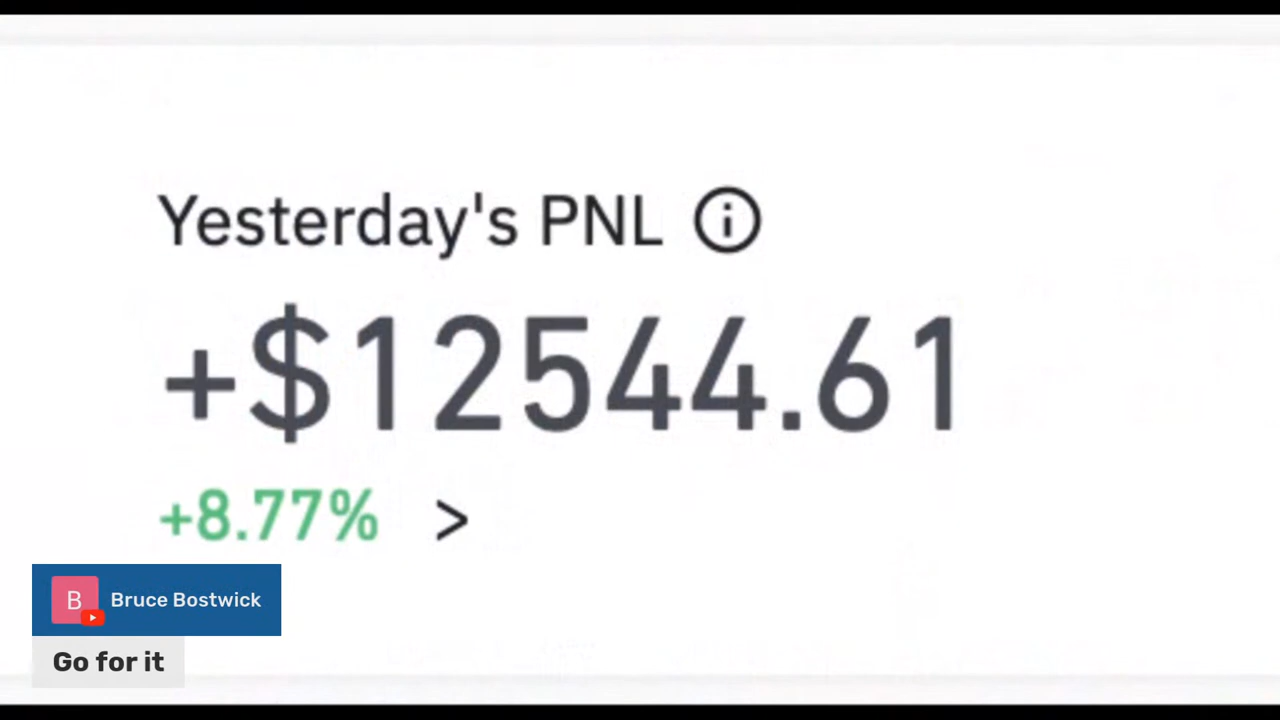 Yesterday's PNL
+$12544.61
+8.77% >
B Bruce Bostwick
Go for it